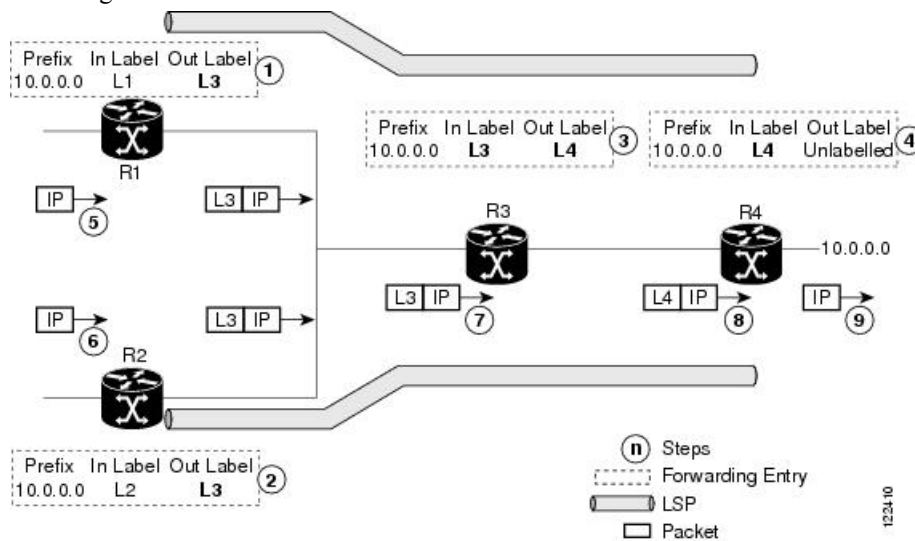 Prefix In Label Out Label
10.0.0.0 L1 L3
1
R1
Prefix In Label Out Label
10.0.0.0 L3 L4
3
Prefix In Label Out Label
10.0.0.0 L4 Unlabelled
4
IP
5
L3 IP
R3
R4
10.0.0.0
L3 IP
7
L4 IP
8
IP
9
IP
6
L3 IP
R2
Prefix In Label Out Label
10.0.0.0 L2 L3
2
n Steps
Forwarding Entry
LSP
Packet
122410